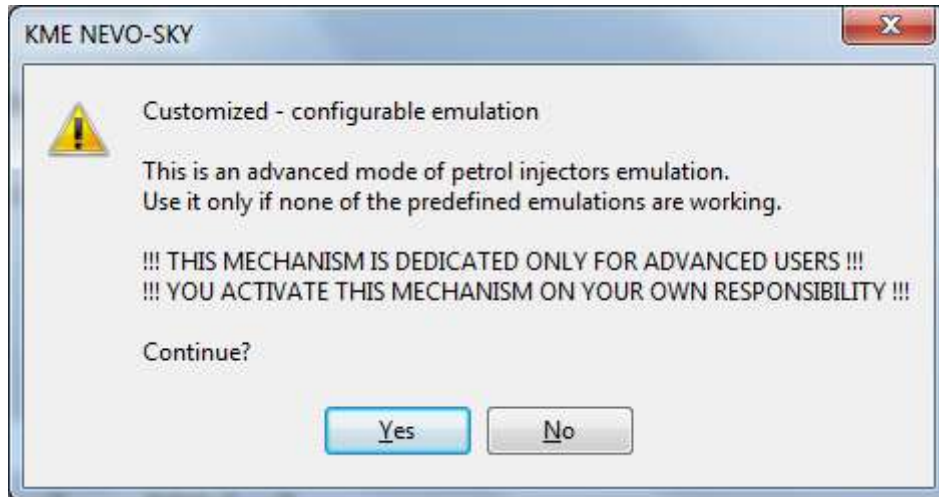 KME NEVO-SKY
Customized - configurable emulation
This is an advanced mode of petrol injectors emulation.
Use it only if none of the predefined emulations are working.
!!! THIS MECHANISM IS DEDICATED ONLY FOR ADVANCED USERS !!!
!!! YOU ACTIVATE THIS MECHANISM ON YOUR OWN RESPONSIBILITY !!!
Continue?
Yes No